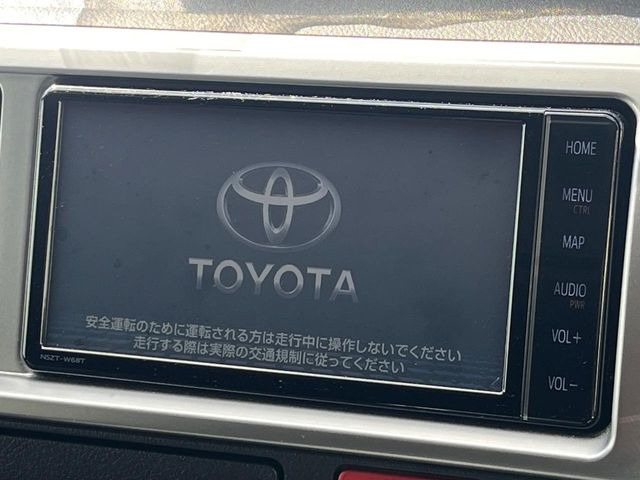 TOYOTA
安全運転のために運転される方は走行中に操作しないでください
走行する際は実際の交通規制に従ってください
NSZT-W68T
HOME
MENU
CTRL
MAP
AUDIO
PWR
VOL+
VOL-